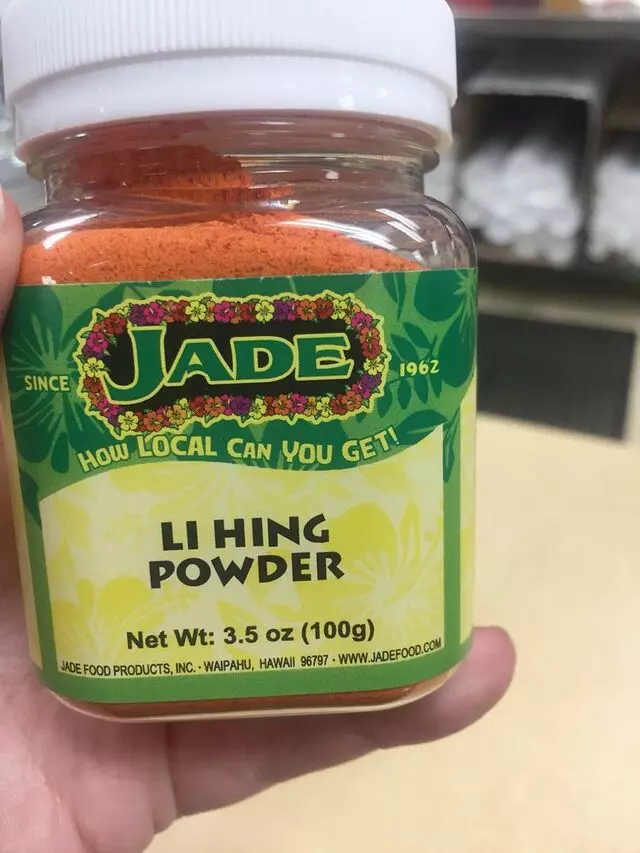 JADE
SINCE 1962
HOW LOCAL CAN YOU GET!
LI HING
POWDER
Net Wt: 3.5 oz (100g)
JADE FOOD PRODUCTS, INC. • WAIPAHU, HAWAII 96797 • WWW.JADEFOOD.COM